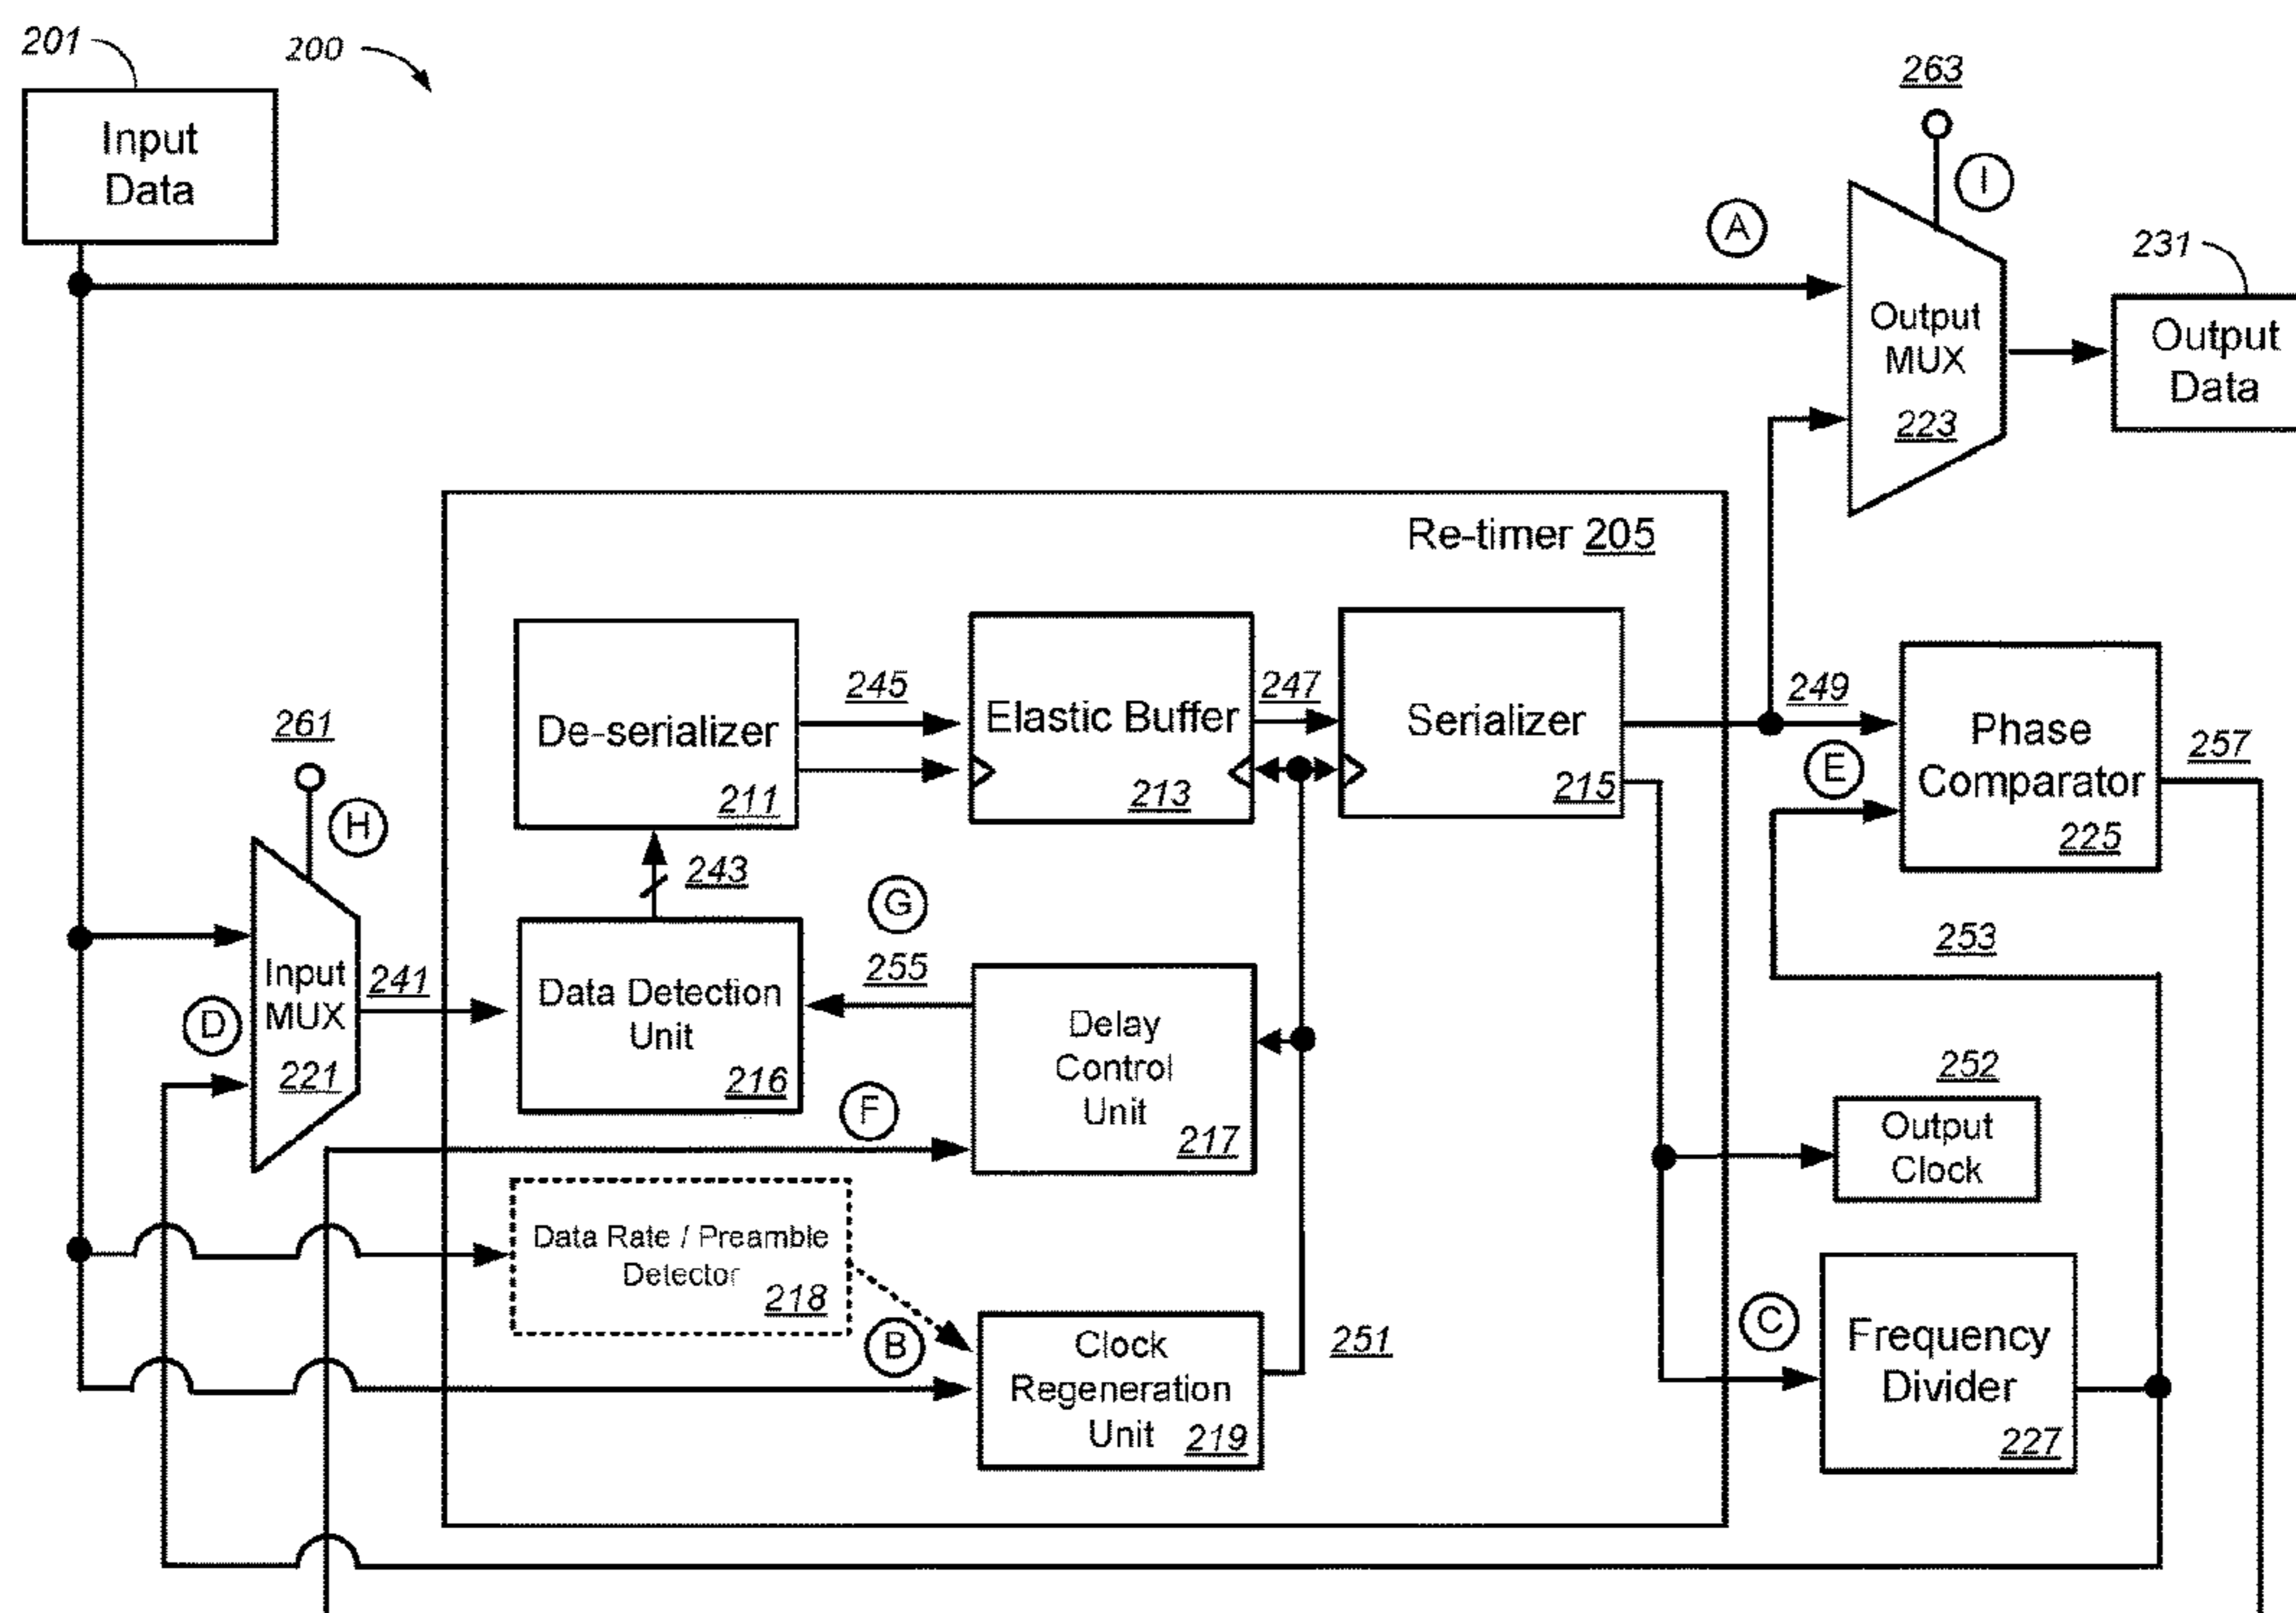 201
200
Input
Data
263
I
A
231
Output
MUX
223
Output
Data
Re-timer 205
De-serializer
211
245
Elastic Buffer
213
247
Serializer
215
249
E
Phase
Comparator
225
257
261
H
243
G
255
253
Input
MUX
221
241
D
Data Detection
Unit
216
Delay
Control
Unit
217
F
252
Output
Clock
Data Rate / Preamble
Detector
218
B
Clock
Regeneration
Unit
219
251
C
Frequency
Divider
227